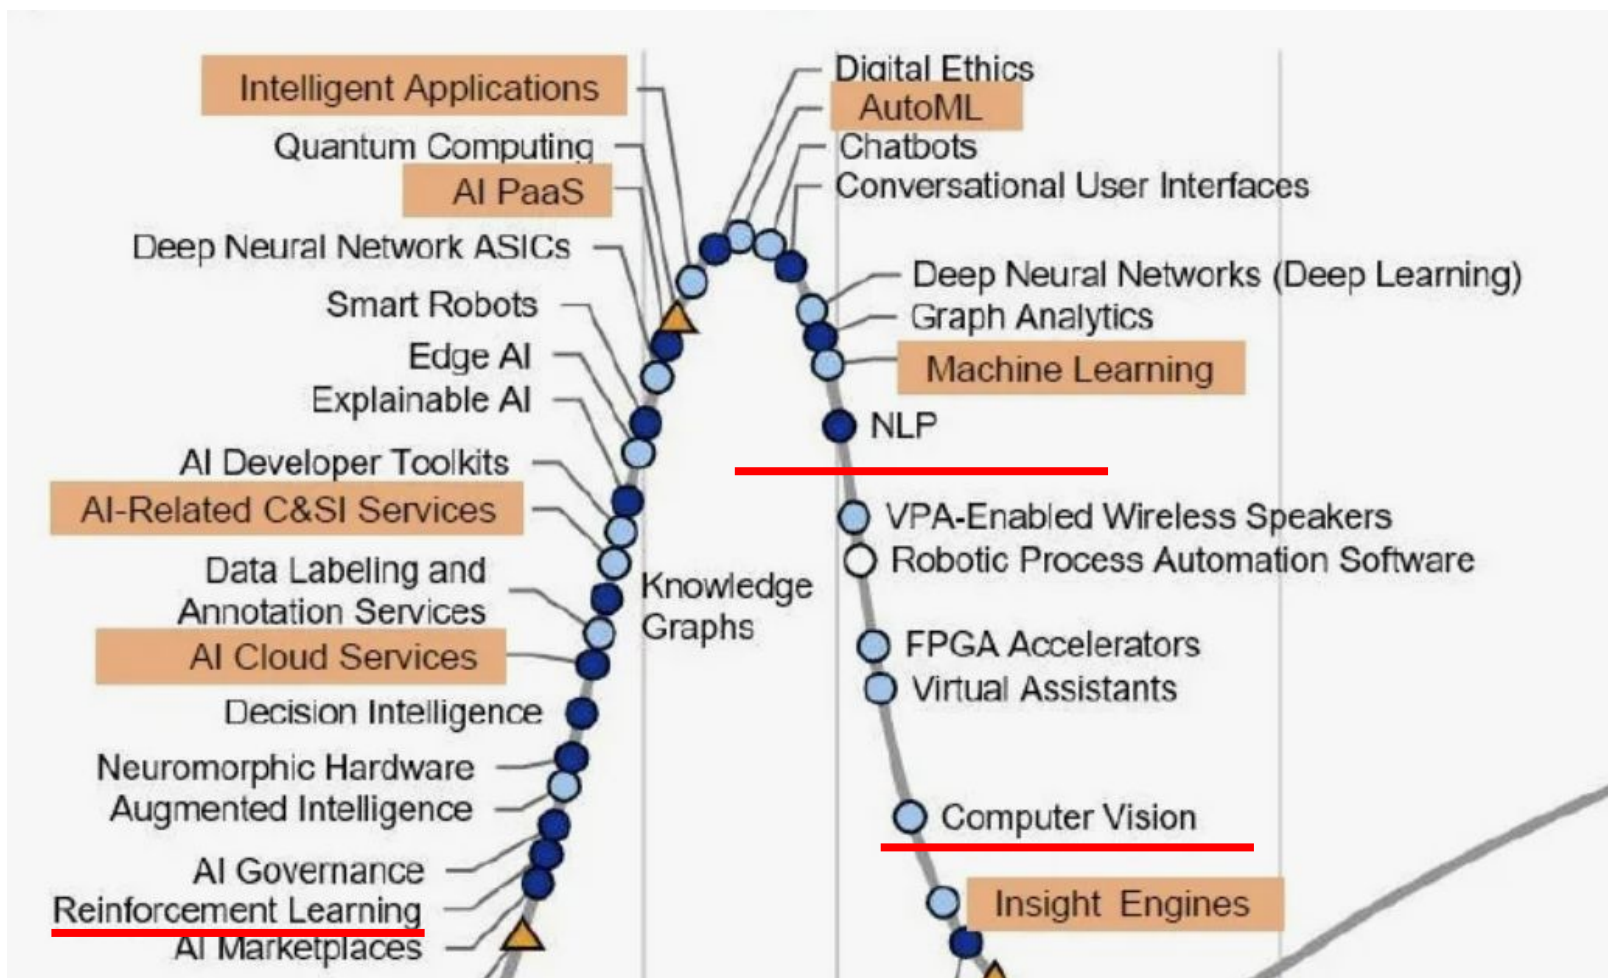 Intelligent Applications
Quantum Computing
AI PaaS
Deep Neural Network ASICs
Smart Robots
Edge AI
Explainable AI
AI Developer Toolkits
AI-Related C&SI Services
Data Labeling and
Annotation Services
AI Cloud Services
Decision Intelligence
Neuromorphic Hardware
Augmented Intelligence
AI Governance
Reinforcement Learning
AI Marketplaces
Knowledge
Graphs
Digital Ethics
AutoML
Chatbots
Conversational User Interfaces
Deep Neural Networks (Deep Learning)
Graph Analytics
Machine Learning
NLP
VPA-Enabled Wireless Speakers
Robotic Process Automation Software
FPGA Accelerators
Virtual Assistants
Computer Vision
Insight Engines